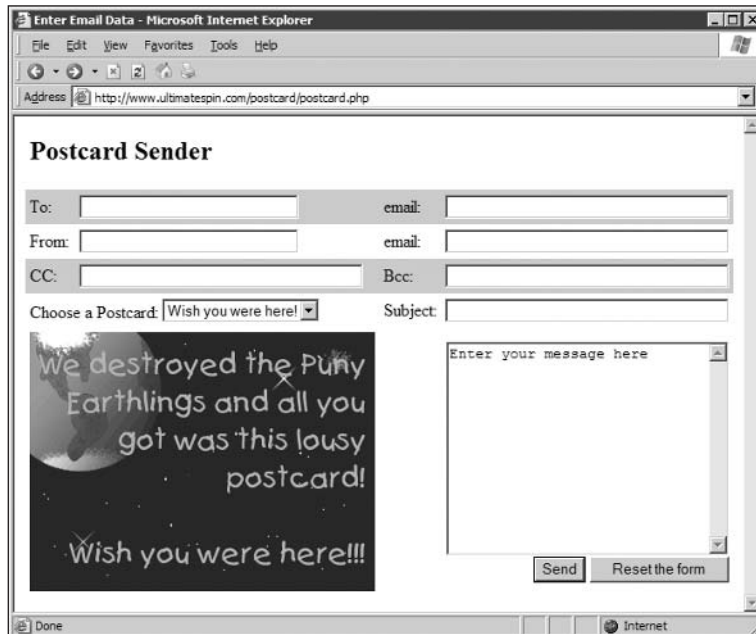 Enter Email Data - Microsoft Internet Explorer
File Edit View Favorites Tools Help
Address http://www.ultimatespin.com/postcard/postcard.php
Postcard Sender
To: email:
From: email:
CC: Bcc:
Choose a Postcard: Wish you were here! Subject:
We destroyed the Puny
Earthlings and all you
got was this lousy
postcard!
Wish you were here!!!
Enter your message here
Send Reset the form
Done Internet